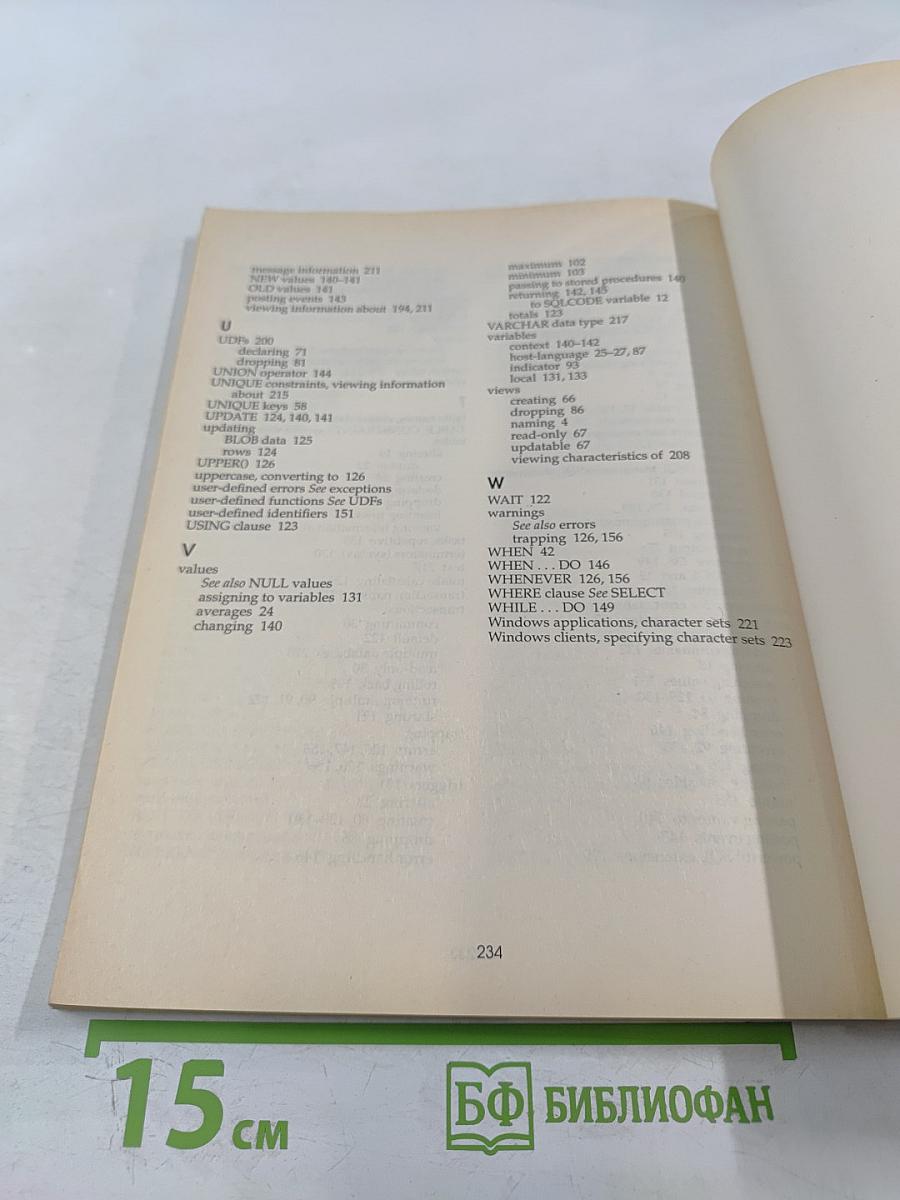 message information 211
NEW values 140–141
OLD values 141
posting events 143
viewing information about 194, 211
U
UDFs 200
declaring 71
dropping 81
UNION operator 144
UNIQUE constraints, viewing information
about 215
UNIQUE keys 58
UPDATE 124, 140, 141
updating
BLOB data 125
rows 124
UPPER() 126
uppercase, converting to 126
user-defined errors See exceptions
user-defined functions See UDFs
user-defined identifiers 151
USING clause 123
V
values
See also NULL values
assigning to variables 131
averages 24
changing 140
maximum 102
minimum 103
passing to stored procedures 140
returning 142, 145
to SQLCODE variable 12
totals 123
VARCHAR data type 217
variables
context 140–142
host-language 25–27, 87
indicator 93
local 131, 133
views
creating 66
dropping 86
naming 4
read-only 67
updatable 67
viewing characteristics of 208
W
WAIT 122
warnings
See also errors
trapping 126, 156
WHEN 42
WHEN . . . DO 146
WHENEVER 126, 156
WHERE clause See SELECT
WHILE . . . DO 149
Windows applications, character sets 221
Windows clients, specifying character sets 223
234
15 см
БФ БИБЛИОФАН